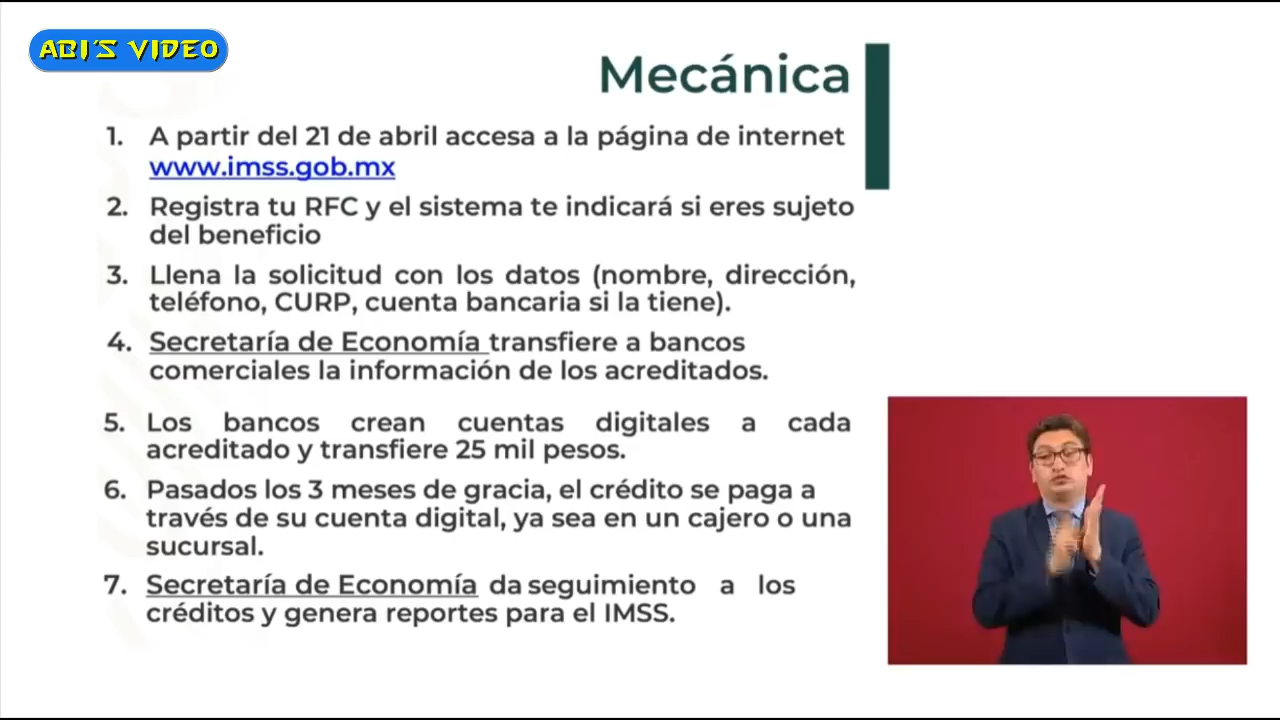 ABI'S VIDEO
Mecánica
1. A partir del 21 de abril accesa a la página de internet
www.imss.gob.mx
2. Registra tu RFC y el sistema te indicará si eres sujeto
del beneficio
3. Llena la solicitud con los datos (nombre, dirección,
teléfono, CURP, cuenta bancaria si la tiene).
4. Secretaría de Economía transfiere a bancos
comerciales la información de los acreditados.
5. Los bancos crean cuentas digitales a cada
acreditado y transfiere 25 mil pesos.
6. Pasados los 3 meses de gracia, el crédito se paga a
través de su cuenta digital, ya sea en un cajero o una
sucursal.
7. Secretaría de Economía da seguimiento a los
créditos y genera reportes para el IMSS.